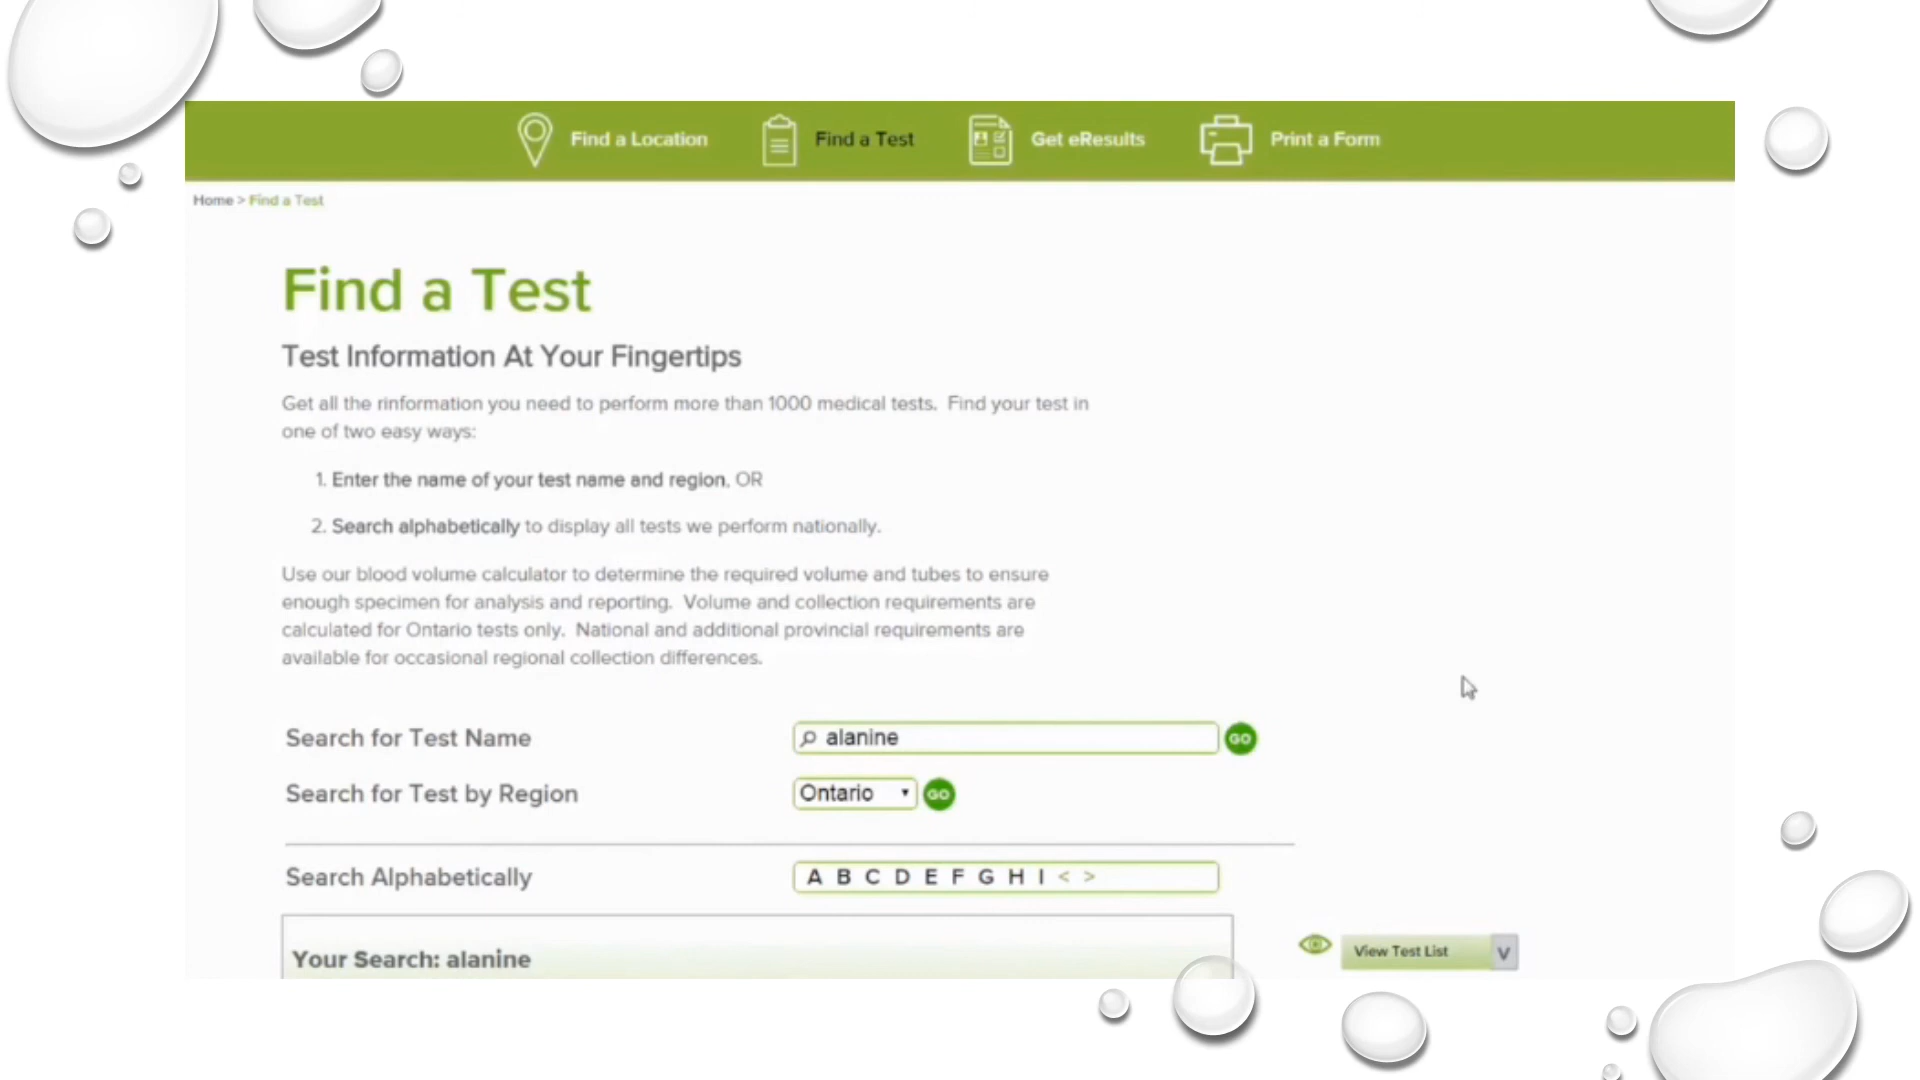 Find a Location Find a Test Get eResults Print a Form
Home > Find a Test
Find a Test
Test Information At Your Fingertips
Get all the rinformation you need to perform more than 1000 medical tests. Find your test in
one of two easy ways:
1. Enter the name of your test name and region, OR
2. Search alphabetically to display all tests we perform nationally.
Use our blood volume calculator to determine the required volume and tubes to ensure
enough specimen for analysis and reporting. Volume and collection requirements are
calculated for Ontario tests only. National and additional provincial requirements are
available for occasional regional collection differences.
Search for Test Name alanine GO
Search for Test by Region Ontario GO
Search Alphabetically A B C D E F G H I < >
Your Search: alanine
View Test List V